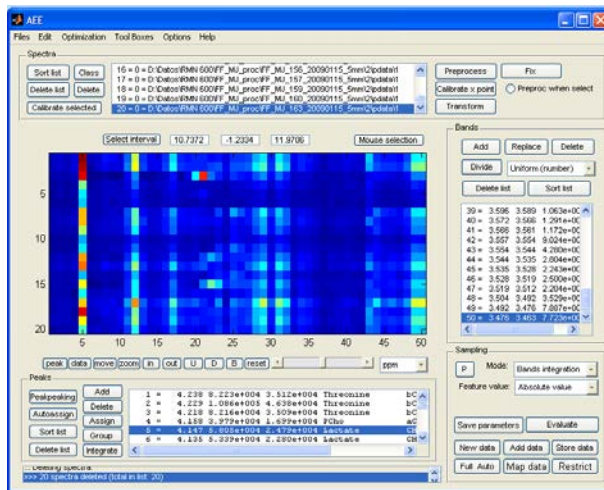 AEE
Files Edit Optimization Tool Boxes Options Help
Spectra
Sort list Class
Delete list Delete
Calibrate selected
16 = 0 = D:\Datos\RMN 600\FF_MJ_proc\FF_MJ_156_20090115_5mm\2\pdata\1
17 = 0 = D:\Datos\RMN 600\FF_MJ_proc\FF_MJ_157_20090115_5mm\2\pdata\1
18 = 0 = D:\Datos\RMN 600\FF_MJ_proc\FF_MJ_159_20090115_5mm\2\pdata\1
19 = 0 = D:\Datos\RMN 600\FF_MJ_proc\FF_MJ_160_20090115_5mm\2\pdata\1
20 = 0 = D:\Datos\RMN 600\FF_MJ_proc\FF_MJ_163_20090115_5mm\2\pdata\1
Preprocess Fix
Calibrate x point Preproc when select
Transform
Select interval 10.7372 -1.2334 11.9706 Mouse selection
5
10
15
20
5 10 15 20 25 30 35 40 45 50
peak data move zoom in out U D B reset ppm
Bands
Add Replace Delete
Divide Uniform (number)
Delete list Sort list
39 = 3.596 3.589 1.063e+00
40 = 3.572 3.566 1.291e+00
41 = 3.566 3.561 1.172e+00
42 = 3.557 3.554 9.024e+00
43 = 3.554 3.544 4.280e+00
44 = 3.544 3.535 2.804e+00
45 = 3.535 3.528 2.243e+00
46 = 3.528 3.519 2.500e+00
47 = 3.519 3.512 2.204e+00
48 = 3.504 3.492 3.529e+00
49 = 3.492 3.476 7.087e+00
50 = 3.476 3.463 7.723e+00
Sampling
P Mode: Bands integration
Feature value: Absolute value
Peaks
Peakpeaking Add
Autoassign Delete
Sort list Assign
Delete list Group
Integrate
1 = 4.238 8.223e+004 3.512e+004 Threonine bC
2 = 4.229 1.086e+005 4.638e+004 Threonine bC
3 = 4.218 8.216e+004 3.509e+004 Threonine bC
4 = 4.158 3.979e+004 1.699e+004 PCho aC
5 = 4.147 5.805e+004 2.479e+004 Lactate CH
6 = 4.135 5.339e+004 2.280e+004 Lactate CH
Save parameters Evaluate
New data Add data Store data
Full Auto Map data Restrict
Deleting spectra
>>> 20 spectra deleted (total in list: 20)